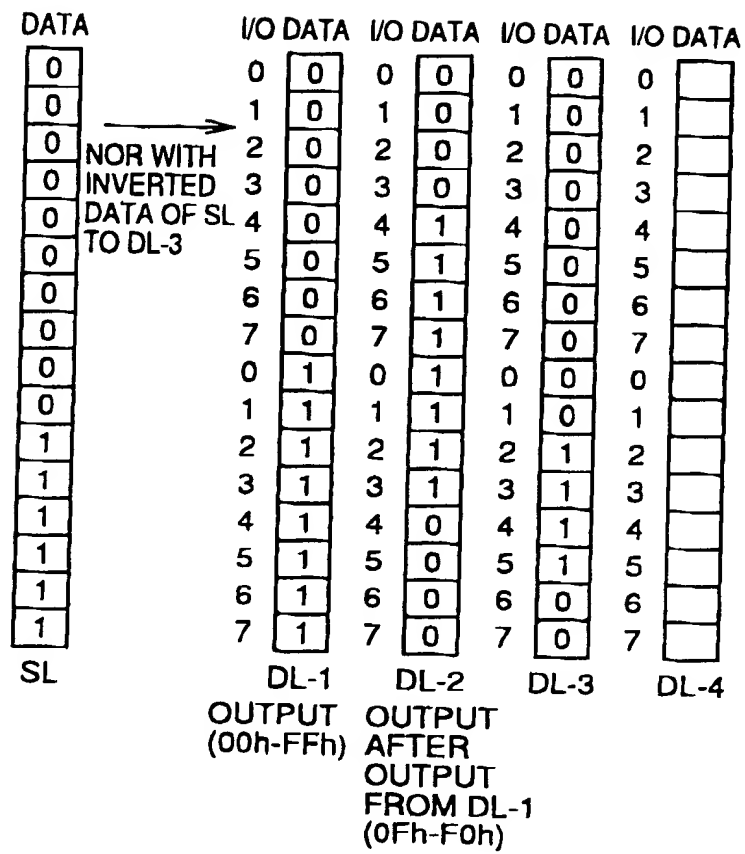 DATA I/O DATA I/O DATA I/O DATA I/O DATA
0 0 0 0 0 0 0 0
0 1 0 1 0 1 0 1
0 2 0 2 0 2 0 2
0 3 0 3 0 3 0 3
0 4 0 4 1 4 0 4
0 5 0 5 1 5 0 5
0 6 0 6 1 6 0 6
0 7 0 7 1 7 0 7
0 0 1 0 1 0 0 0
0 1 1 1 1 1 0 1
1 2 1 2 1 2 1 2
1 3 1 3 1 3 1 3
1 4 1 4 0 4 1 4
1 5 1 5 0 5 1 5
1 6 1 6 0 6 0 6
1 7 1 7 0 7 0 7
NOR WITH
INVERTED
DATA OF SL
TO DL-3
SL DL-1 DL-2 DL-3 DL-4
OUTPUT
(00h-FFh)
OUTPUT
AFTER
OUTPUT
FROM DL-1
(0Fh-F0h)